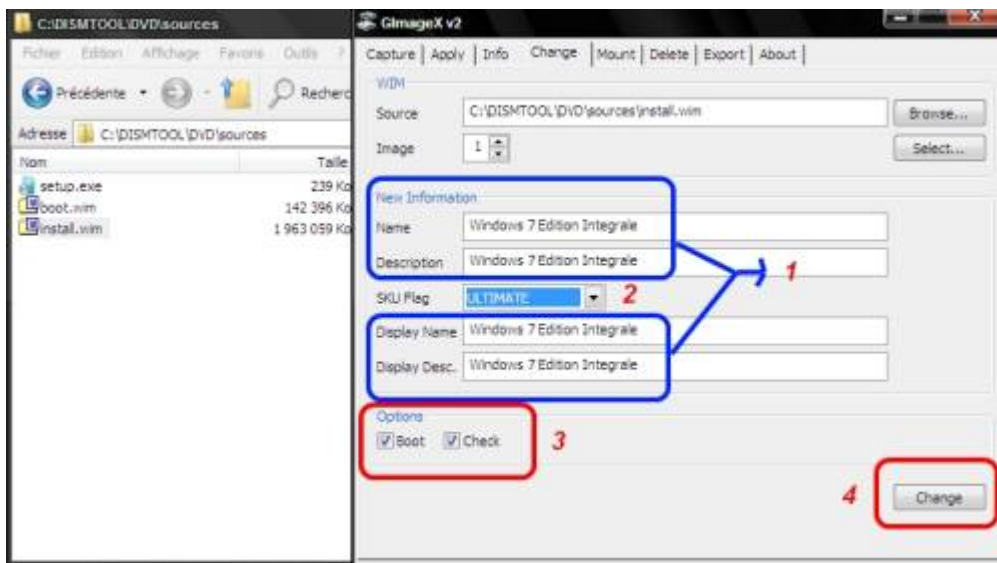 C:\DISMTOOL\DVD\sources
Fichier Edition Affichage Favoris Outils ?
Précédente
Recherc
Adresse C:\DISMTOOL\DVD\sources
Nom Taille
setup.exe 239 Ko
boot.wim 142 396 Ko
install.wim 1 963 059 Ko
GImageX v2
Capture Apply Info Change Mount Delete Export About
WIM
Source C:\DISMTOOL\DVD\sources\install.wim Browse...
Image 1 Select...
New Information
Name Windows 7 Edition Integrale
Description Windows 7 Edition Integrale
1
SKU Flag ULTIMATE 2
Display Name Windows 7 Edition Integrale
Display Desc. Windows 7 Edition Integrale
Options
Boot Check 3
4 Change